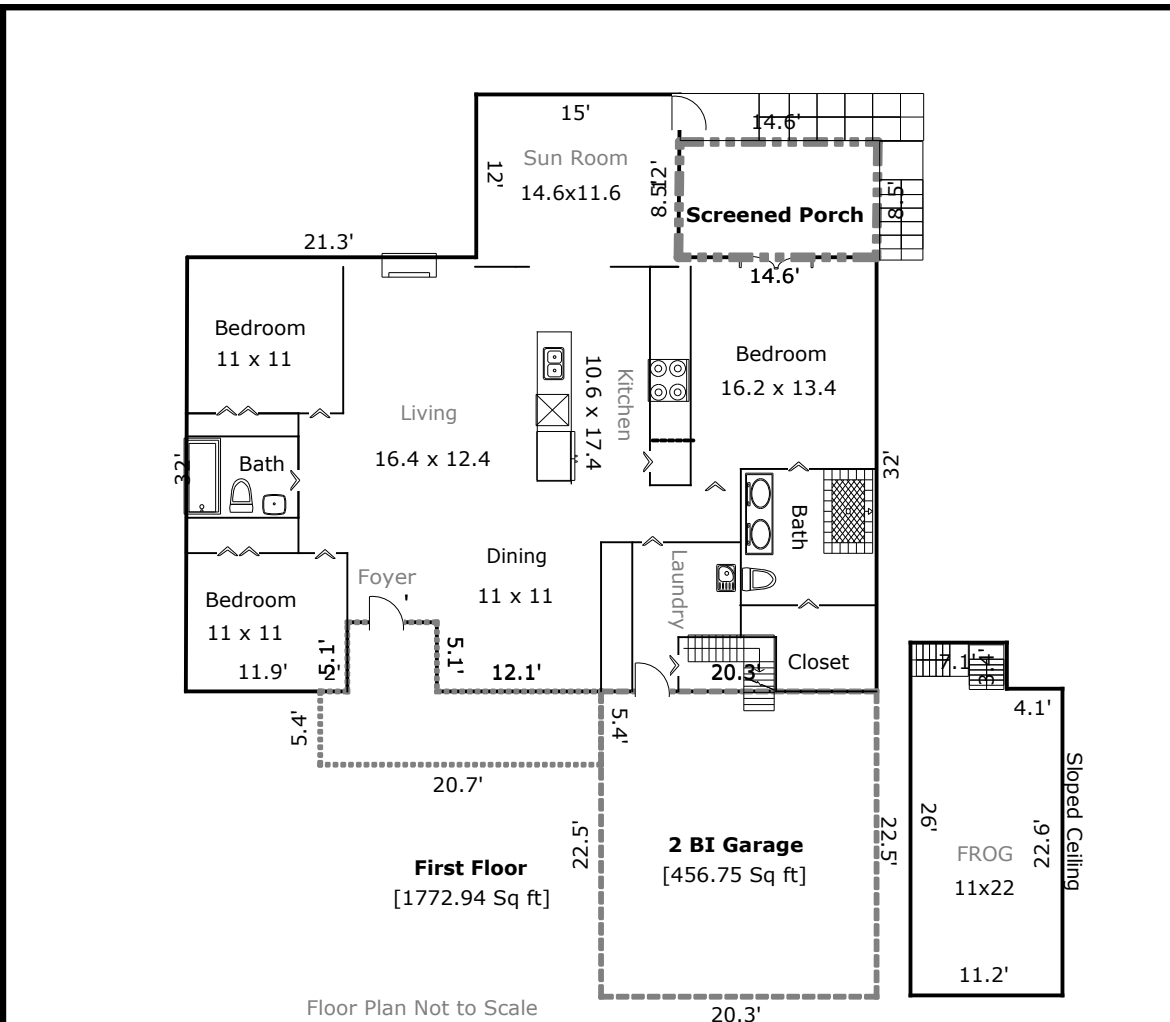 15'
14.6'
Sun Room
14.6x11.6
12'
12'
8.5'
8.5'
Screened Porch
21.3'
14.6'
Bedroom
11 x 11
Bedroom
16.2 x 13.4
Kitchen
10.6 x 17.4
Living
16.4 x 12.4
32'
Bath
32'
Bath
Dining
11 x 11
Laundry
Foyer
'
Bedroom
11 x 11
11.9'
2'
5.1'
5.1'
12.1'
20.3'
Closet
7.1'
3.4'
4.1'
5.4'
5.4'
20.7'
Sloped Ceiling
22.5'
2 BI Garage
[456.75 Sq ft]
22.5'
26'
22.6'
FROG
11x22
First Floor
[1772.94 Sq ft]
11.2'
Floor Plan Not to Scale
20.3'